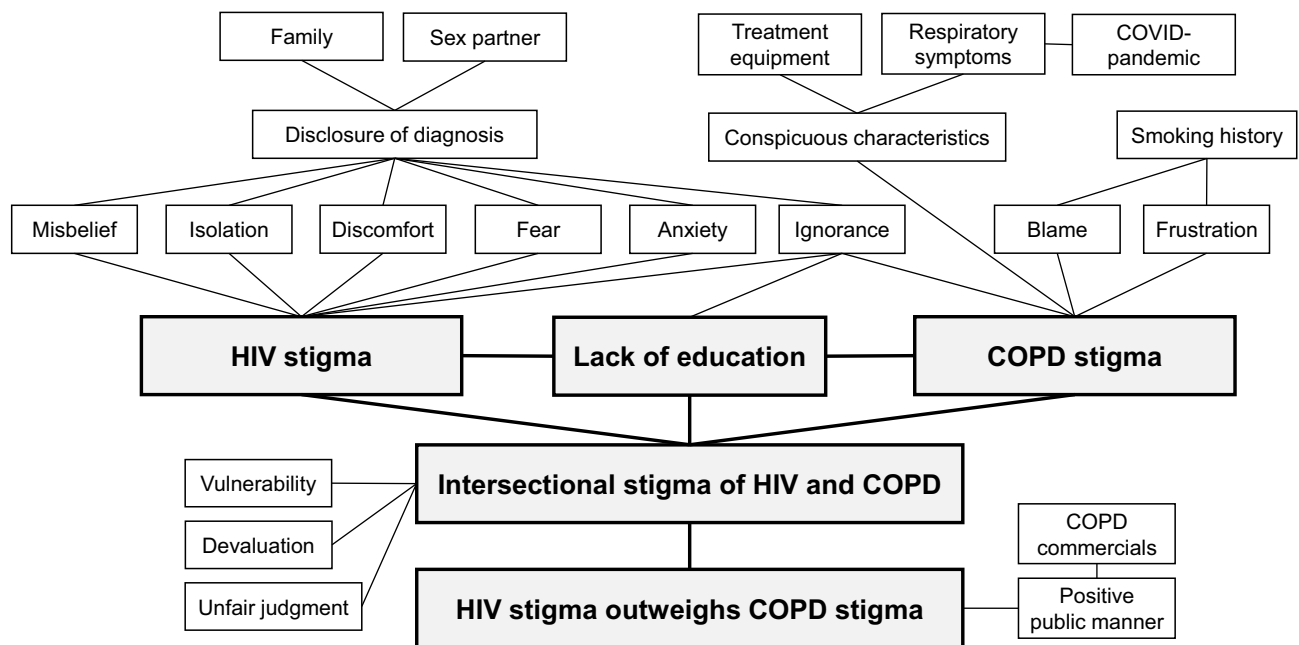 Family
Sex partner
Treatment
equipment
Respiratory
symptoms
COVID-
pandemic
Disclosure of diagnosis
Conspicuous characteristics
Smoking history
Misbelief
Isolation
Discomfort
Fear
Anxiety
Ignorance
Blame
Frustration
HIV stigma
Lack of education
COPD stigma
Vulnerability
Devaluation
Unfair judgment
Intersectional stigma of HIV and COPD
COPD
commercials
HIV stigma outweighs COPD stigma
Positive
public manner